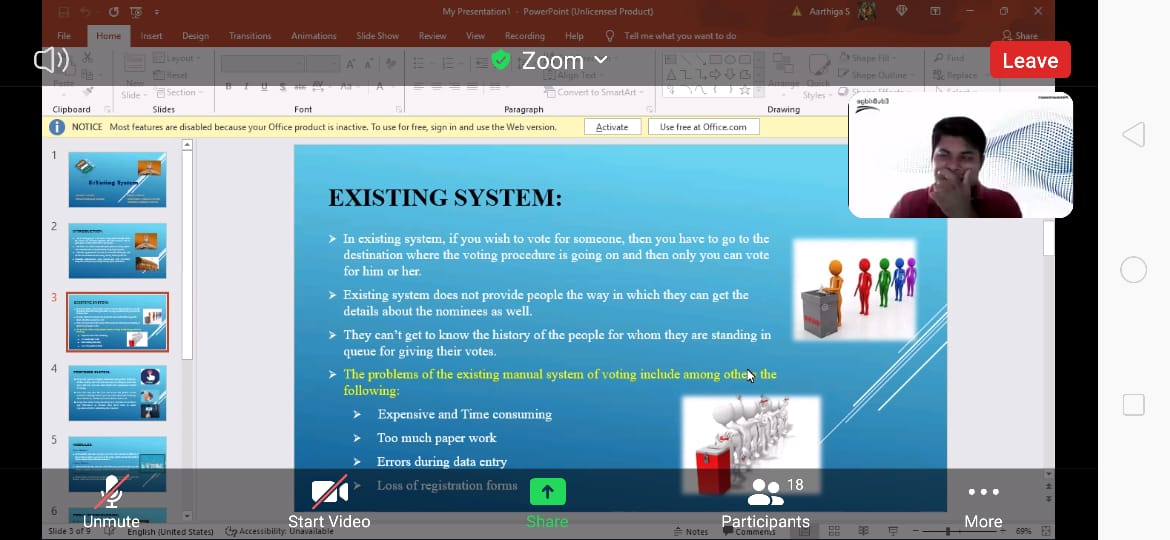 My Presentation1 - PowerPoint (Unlicensed Product)
Aarthiga S
File Home Insert Design Transitions Animations Slide Show Review View Recording Help Tell me what you want to do Share
Zoom
Leave
Layout
Reset
Section
Slide
Paste
Align Text
Convert to SmartArt
Arrange
Styles
Shape Fill
Shape Outline
Find
Replace
Clipboard Slides Font Paragraph Drawing
NOTICE Most features are disabled because your Office product is inactive. To use for free, sign in and use the Web version. Activate Use free at Office.com
1
2
3
4
5
6
EXISTING SYSTEM:
In existing system, if you wish to vote for someone, then you have to go to the
destination where the voting procedure is going on and then only you can vote
for him or her.
Existing system does not provide people the way in which they can get the
details about the nominees as well.
They can't get to know the history of the people for whom they are standing in
queue for giving their votes.
The problems of the existing manual system of voting include among others the
following:
Expensive and Time consuming
Too much paper work
Errors during data entry
Loss of registration forms
18
Unmute Start Video Share Participants More
Slide 3 of 9 English (United States) Accessibility: Unavailable Notes Comments 69%